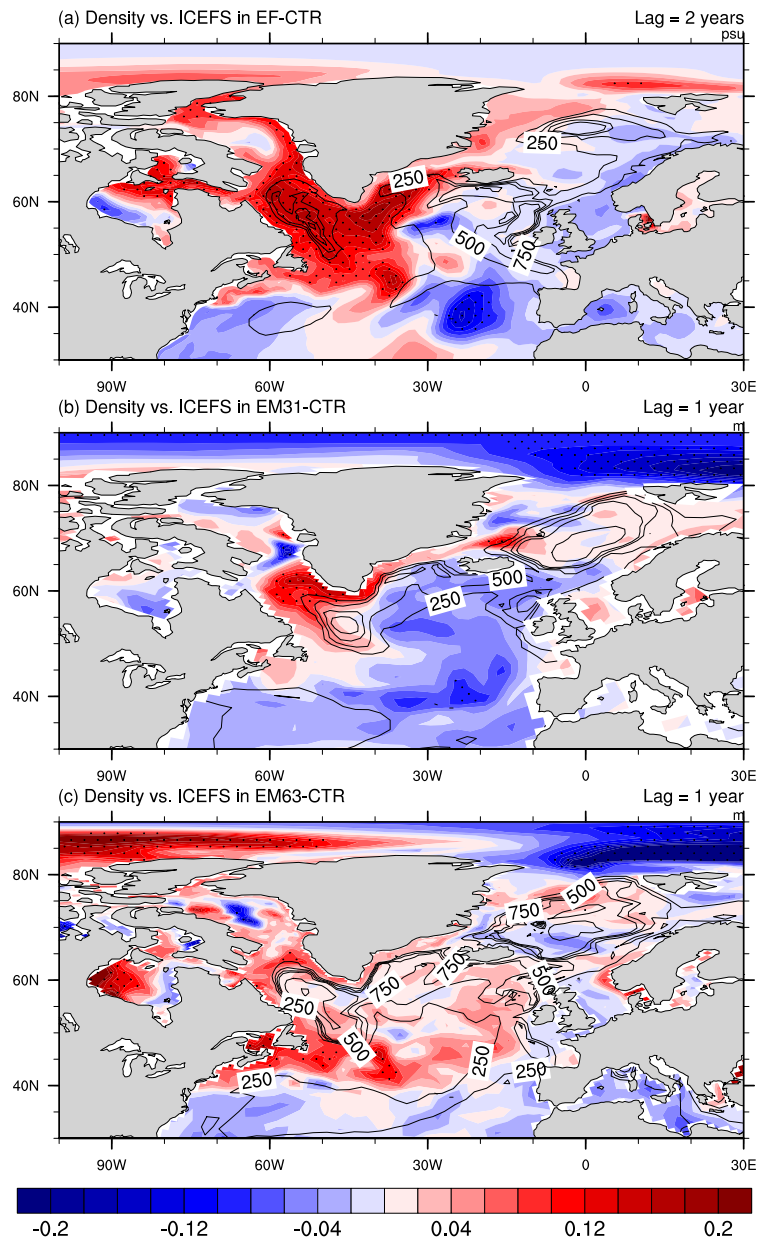 (a) Density vs. ICEFS in EF-CTR Lag = 2 years
psu
80N
60N
40N
250
250
500
750
90W 60W 30W 0 30E
(b) Density vs. ICEFS in EM31-CTR Lag = 1 year
m
80N
60N
40N
500
250
90W 60W 30W 0 30E
(c) Density vs. ICEFS in EM63-CTR Lag = 1 year
m
80N
60N
40N
500
750
750
750
500
250
500
250
250
250
90W 60W 30W 0 30E
-0.2 -0.12 -0.04 0.04 0.12 0.2